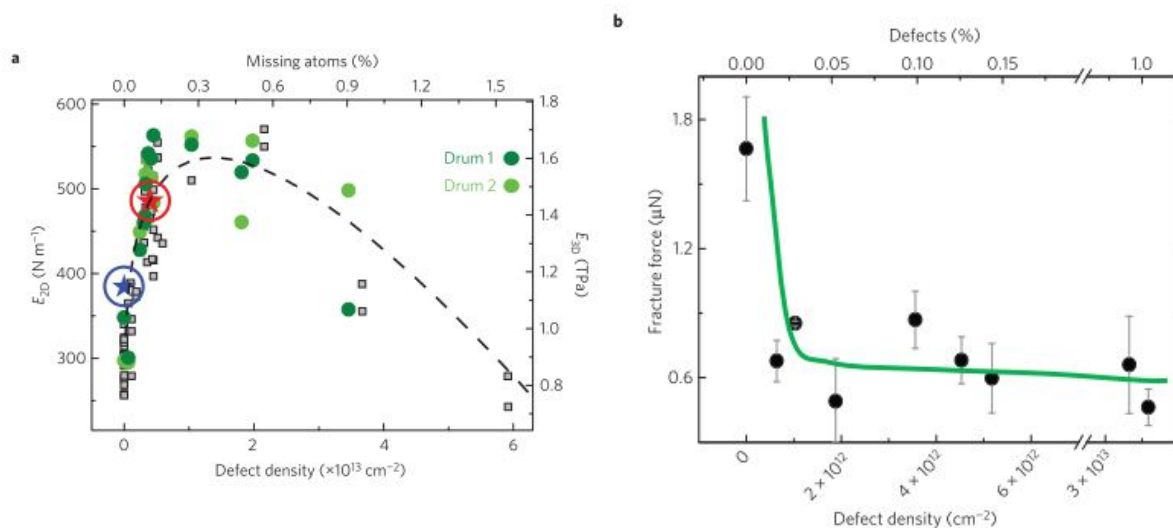 a
Missing atoms (%)
0.0 0.3 0.6 0.9 1.2 1.5
600
500
400
300
E2D (N m−1)
1.8
1.6
1.4
1.2
1.0
0.8
E3D (TPa)
Drum 1
Drum 2
0 2 4 6
Defect density (×10¹³ cm⁻²)
b
Defects (%)
0.00 0.05 0.10 0.15 1.0
1.8
1.2
0.6
Fracture force (μN)
0 2 × 10¹² 4 × 10¹² 6 × 10¹² 3 × 10¹³
Defect density (cm⁻²)